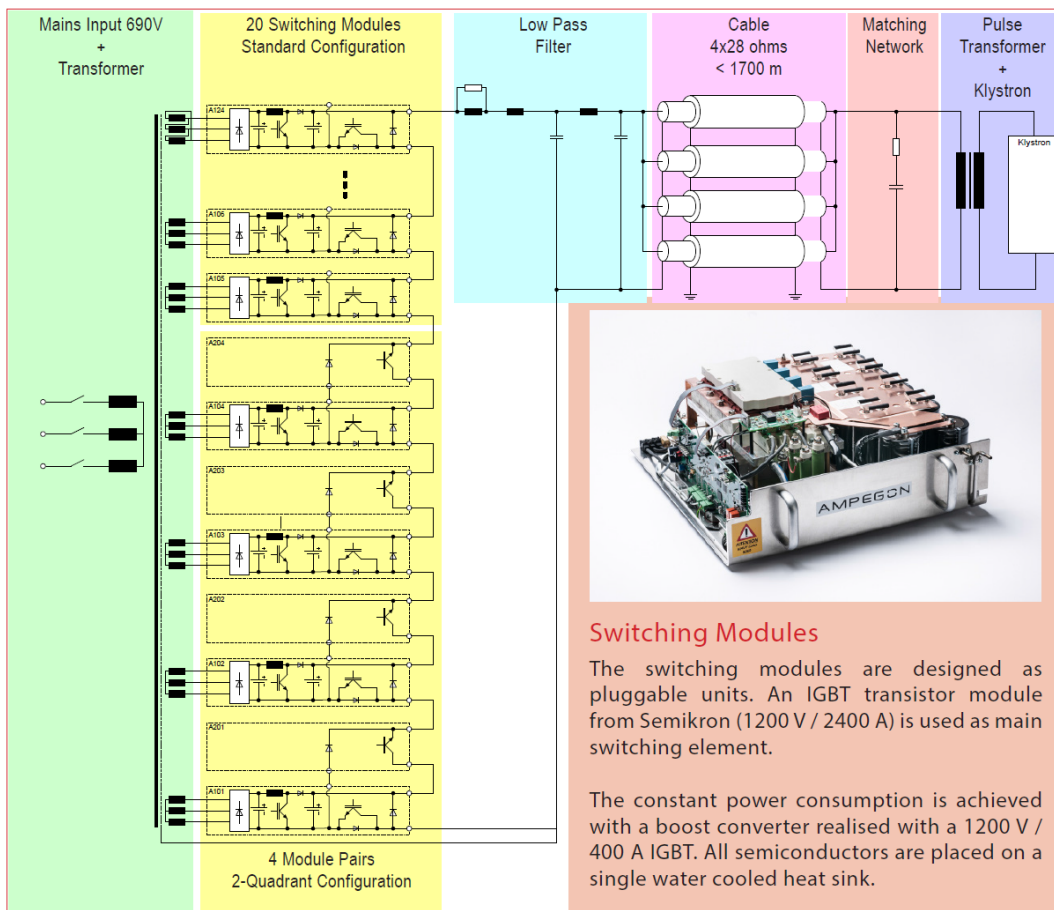 Mains Input 690V
+
Transformer
20 Switching Modules
Standard Configuration
Low Pass
Filter
Cable
4x28 ohms
< 1700 m
Matching
Network
Pulse
Transformer
+
Klystron
A124
A106
A105
A204
A104
A203
A103
A202
A102
A201
A101
Klystron
4 Module Pairs
2-Quadrant Configuration
AMPEGON
Switching Modules
The switching modules are designed as
pluggable units. An IGBT transistor module
from Semikron (1200 V / 2400 A) is used as main
switching element.
The constant power consumption is achieved
with a boost converter realised with a 1200 V /
400 A IGBT. All semiconductors are placed on a
single water cooled heat sink.